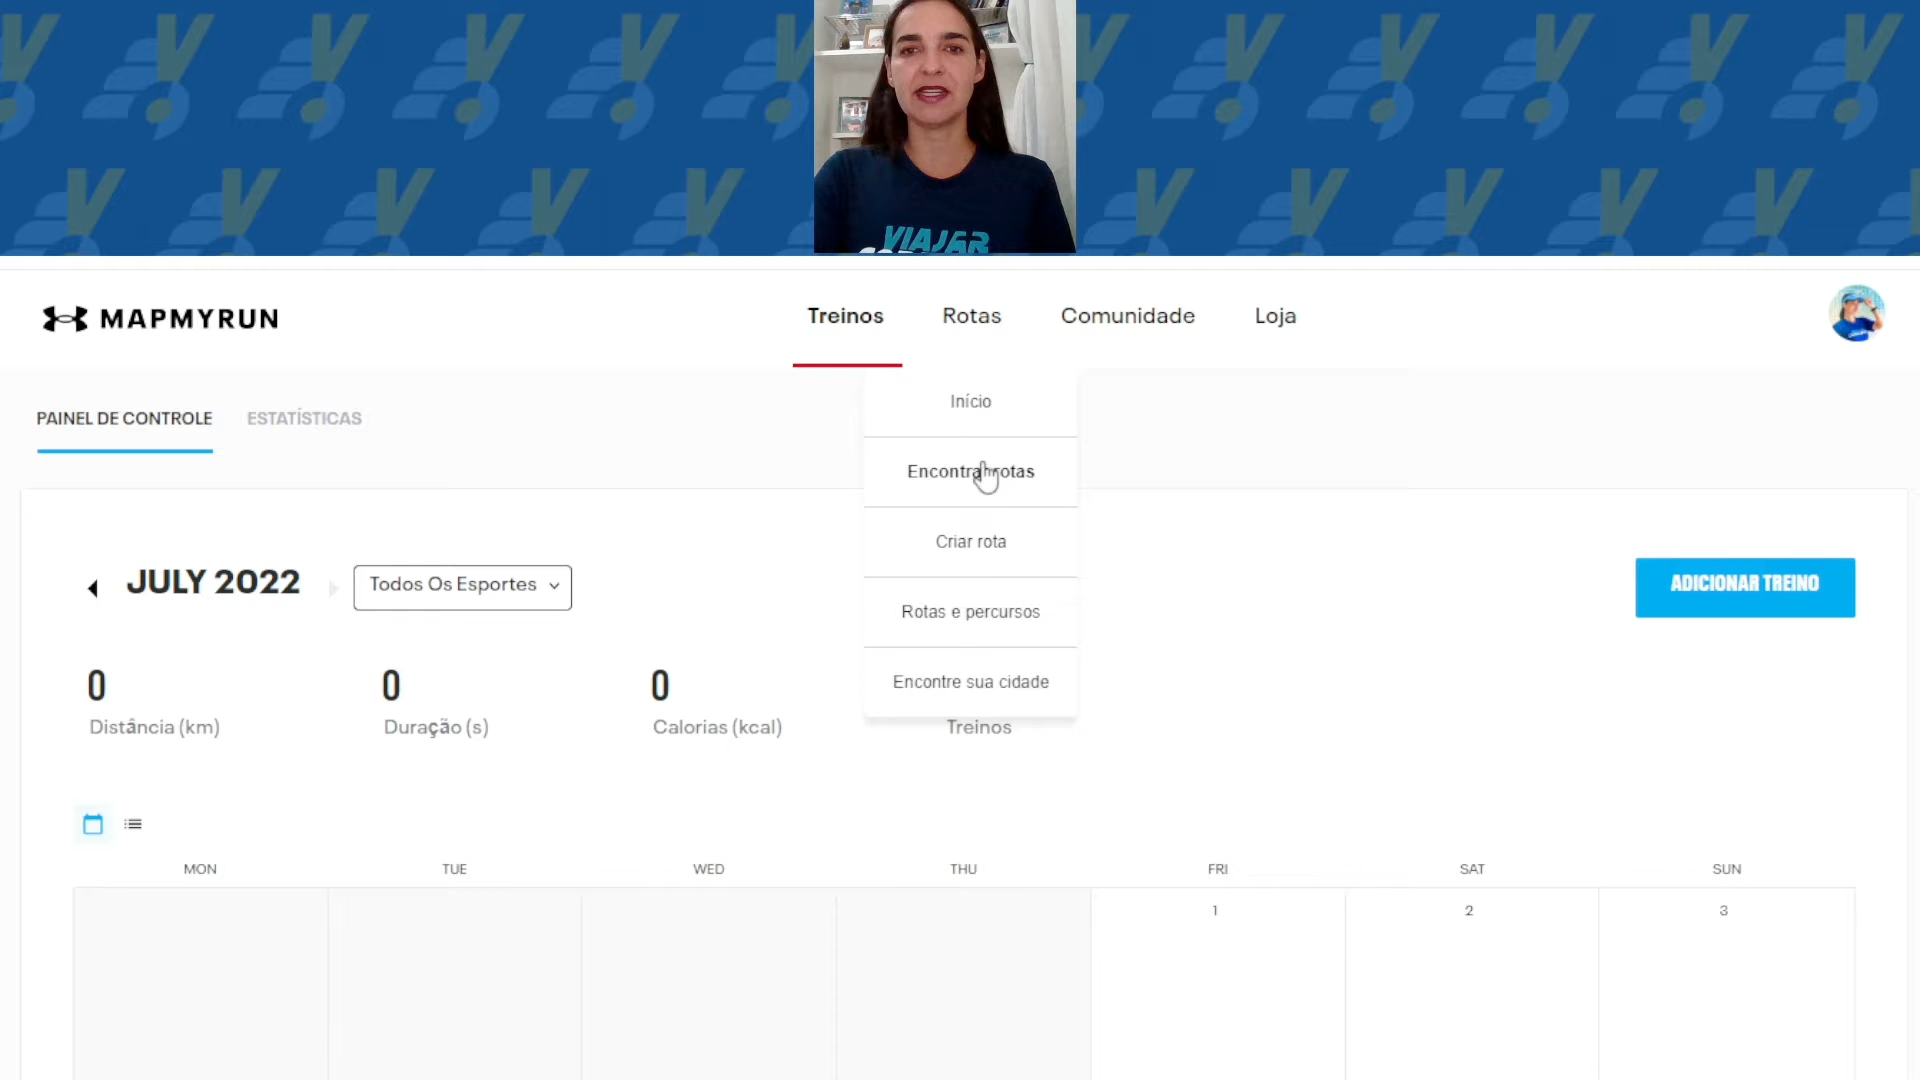 VIAJAR
MAPMYRUN
Treinos
Rotas
Comunidade
Loja
PAINEL DE CONTROLE
ESTATÍSTICAS
Início
Encontrar rotas
Criar rota
Rotas e percursos
Encontre sua cidade
JULY 2022
Todos Os Esportes
ADICIONAR TREINO
0
0
0
Distância (km)
Duração (s)
Calorias (kcal)
Treinos
MON
TUE
WED
THU
FRI
SAT
SUN
1
2
3